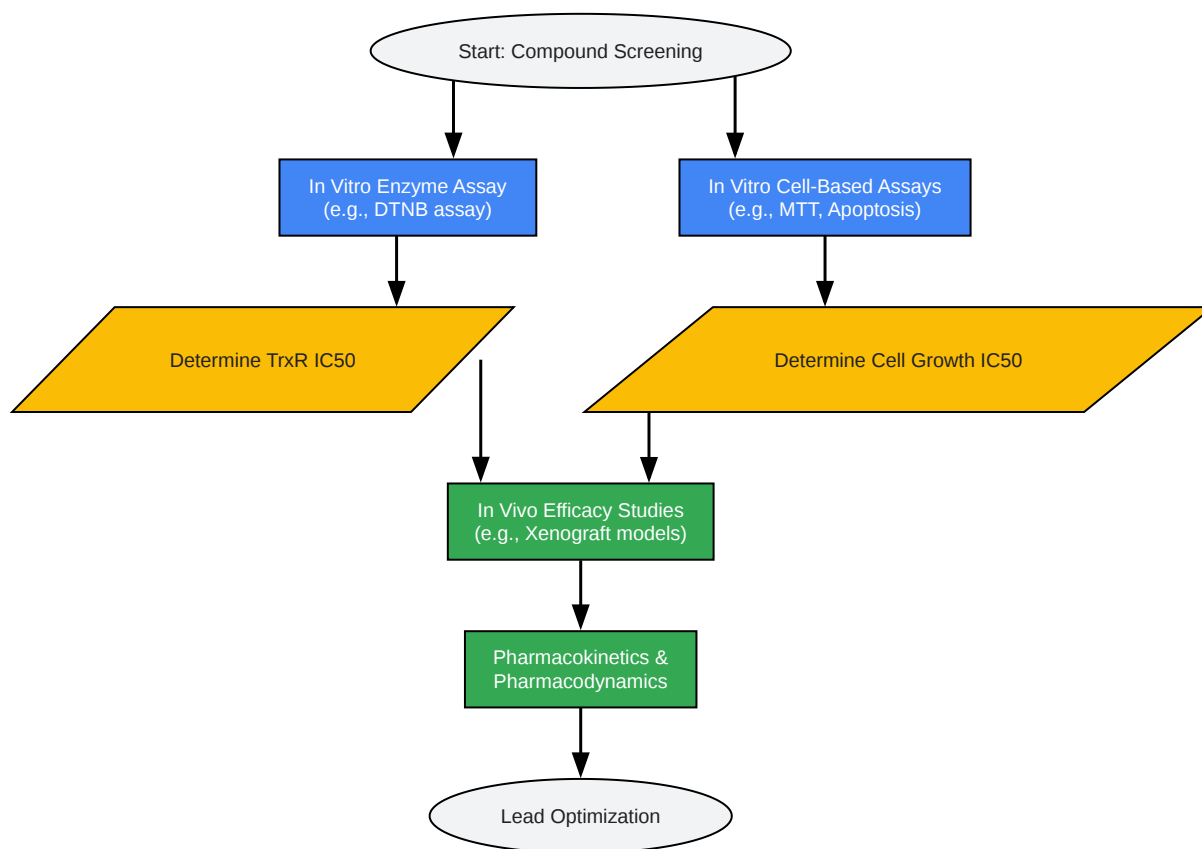 Start: Compound Screening
In Vitro Enzyme Assay
(e.g., DTNB assay)
In Vitro Cell-Based Assays
(e.g., MTT, Apoptosis)
Determine TrxR IC50
Determine Cell Growth IC50
In Vivo Efficacy Studies
(e.g., Xenograft models)
Pharmacokinetics &
Pharmacodynamics
Lead Optimization